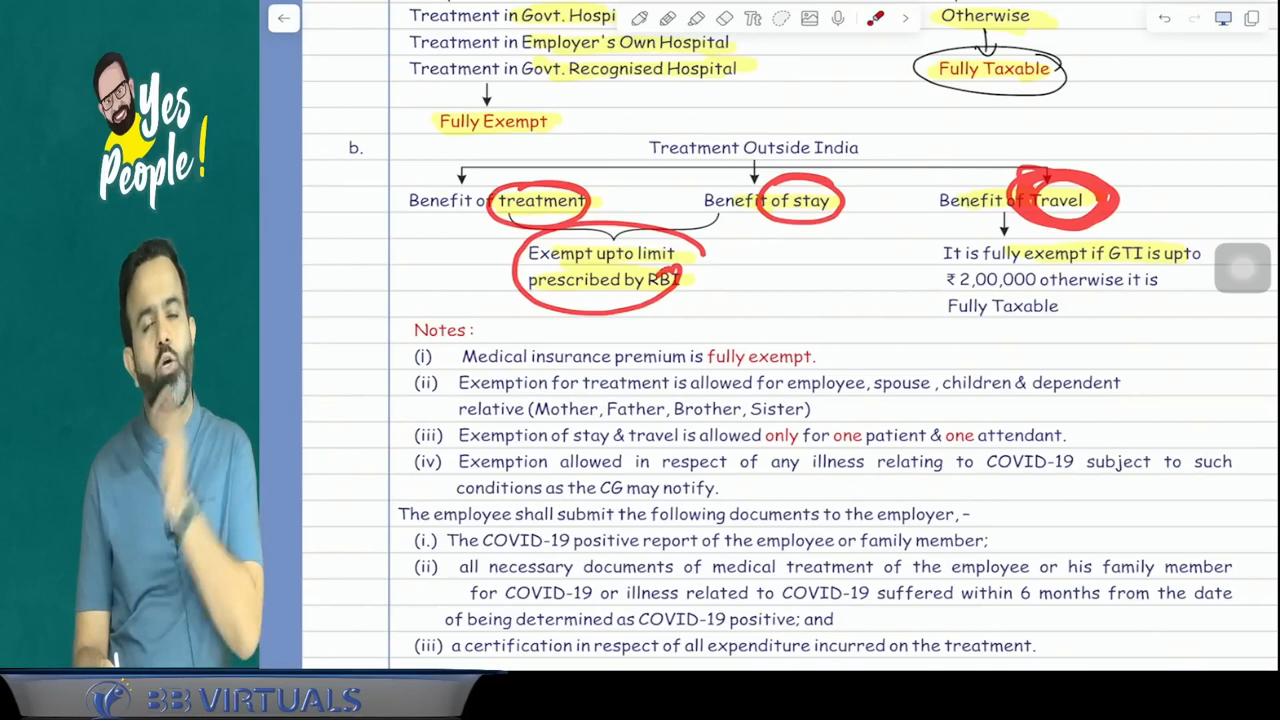 Treatment in Govt. Hospi
Treatment in Employer's Own Hospital
Treatment in Govt. Recognised Hospital
Fully Exempt
Otherwise
Fully Taxable
Tt
Yes
People!
b. Treatment Outside India
Benefit of treatment Benefit of stay Benefit of Travel
Exempt upto limit
prescribed by RBI
It is fully exempt if GTI is upto
₹ 2,00,000 otherwise it is
Fully Taxable
Notes :
(i) Medical insurance premium is fully exempt.
(ii) Exemption for treatment is allowed for employee, spouse , children & dependent
relative (Mother, Father, Brother, Sister)
(iii) Exemption of stay & travel is allowed only for one patient & one attendant.
(iv) Exemption allowed in respect of any illness relating to COVID-19 subject to such
conditions as the CG may notify.
The employee shall submit the following documents to the employer, –
(i.) The COVID-19 positive report of the employee or family member;
(ii) all necessary documents of medical treatment of the employee or his family member
for COVID-19 or illness related to COVID-19 suffered within 6 months from the date
of being determined as COVID-19 positive; and
(iii) a certification in respect of all expenditure incurred on the treatment.
BB VIRTUALS